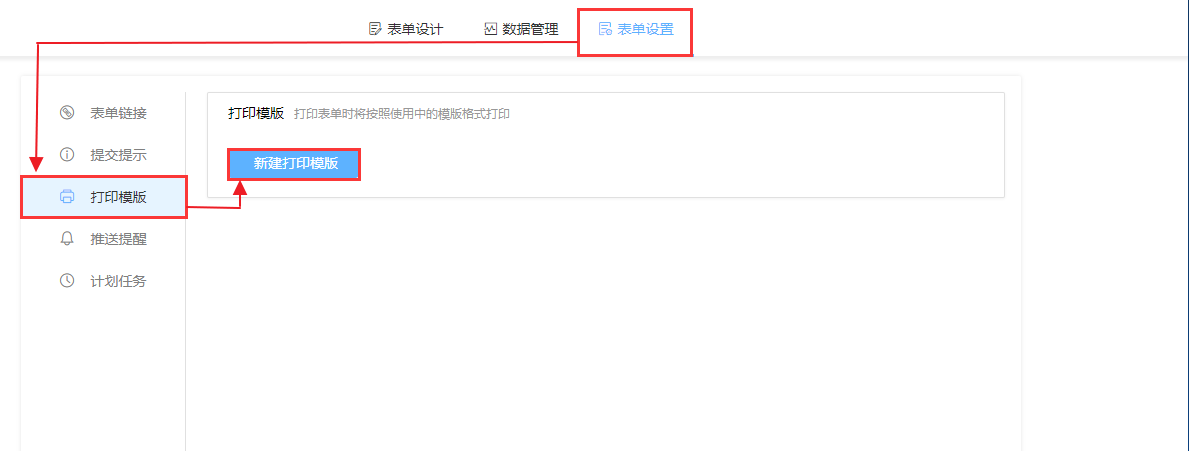 表单设计 数据管理 表单设置
表单链接
提交提示
打印模版
推送提醒
计划任务
打印模版 打印表单时将按照使用中的模版格式打印
新建打印模版